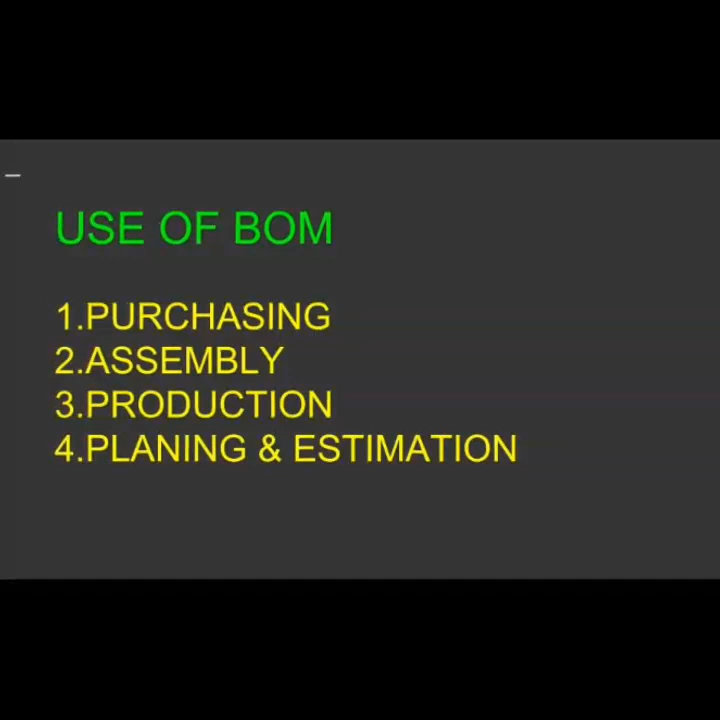 USE OF BOM
1.PURCHASING
2.ASSEMBLY
3.PRODUCTION
4.PLANING & ESTIMATION